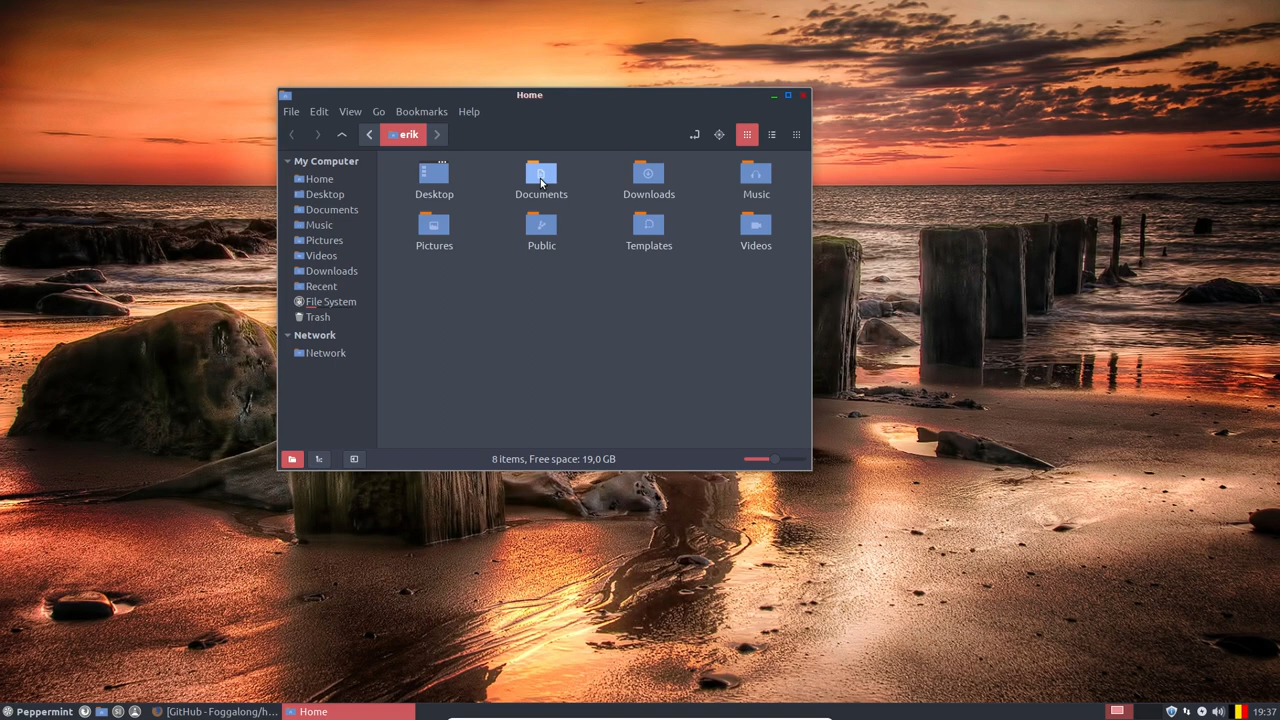 Home
File Edit View Go Bookmarks Help
erik
My Computer
Home
Desktop
Documents
Music
Pictures
Videos
Downloads
Recent
File System
Trash
Network
Network
Desktop Documents Downloads Music
Pictures Public Templates Videos
8 items, Free space: 19,0 GB
Peppermint [GitHub - Foggalong/h... Home 19:37